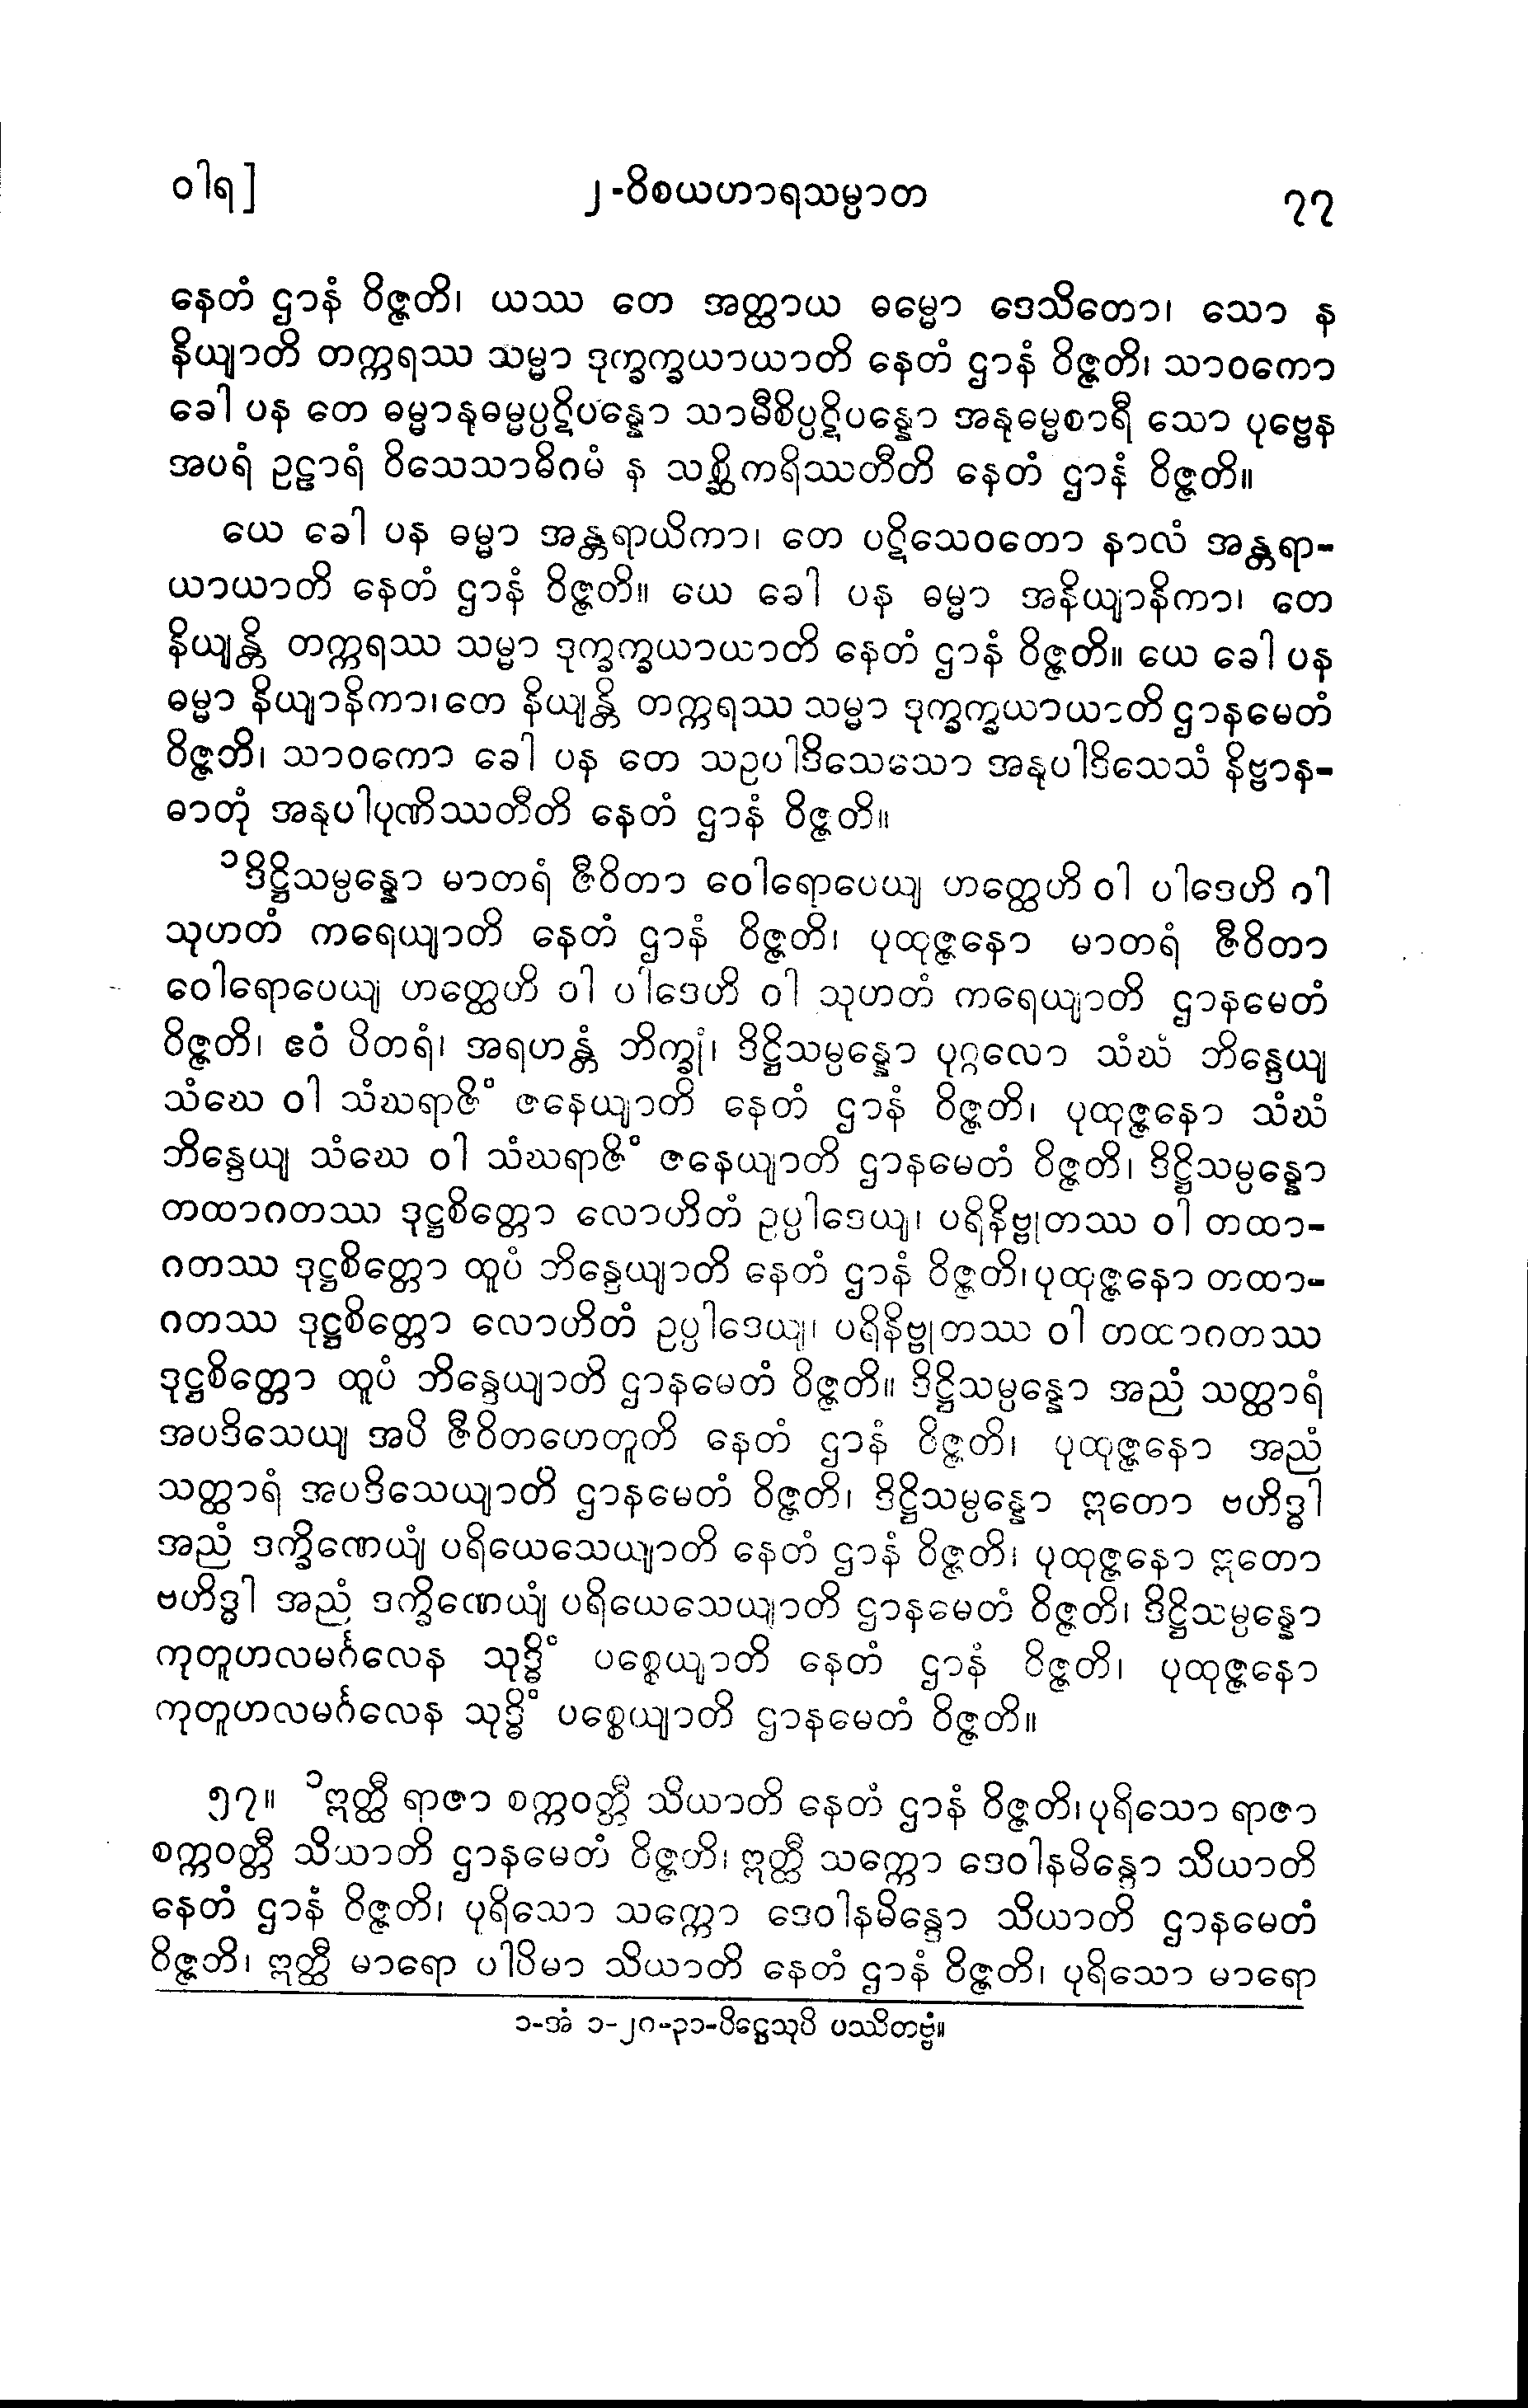 ဝါရ]
၂-ဝိစယဟာရသမ္ပာတ
၇၇
နေတံ ဌာနံ ဝိဇ္ဇတိ၊ ယဿ တေ အတ္ထာယ ဓမ္မော ဒေသိတော၊ သော န
နိယျာတိ တက္ကရဿ သမ္မာ ဒုက္ခက္ခယာယာတိ နေတံ ဌာနံ ဝိဇ္ဇတိ၊ သာဝကော
ခေါ ပန တေ ဓမ္မာနုဓမ္မပ္ပဋိပန္နော သာမီစိပ္ပဋိပန္နော အနုဓမ္မစာရီ သော ပုဗ္ဗေန
အပရံ ဥဠာရံ ဝိသေသာဓိဂမံ န သစ္ဆိကရိဿတီတိ နေတံ ဌာနံ ဝိဇ္ဇတိ။
ယေ ခေါ ပန ဓမ္မာ အန္တရာယိကာ၊ တေ ပဋိသေဝတော နာလံ အန္တရာ-
ယာယာတိ နေတံ ဌာနံ ဝိဇ္ဇတိ။ ယေ ခေါ ပန ဓမ္မာ အနိယျာနိကာ၊ တေ
နိယျန္တိ တက္ကရဿ သမ္မာ ဒုက္ခက္ခယာယာတိ နေတံ ဌာနံ ဝိဇ္ဇတိ။ ယေ ခေါ ပန
ဓမ္မာ နိယျာနိကာ၊ တေ နိယျန္တိ တက္ကရဿ သမ္မာ ဒုက္ခက္ခယာယာတိ ဌာနမေတံ
ဝိဇ္ဇတိ၊ သာဝကော ခေါ ပန တေ သဥပါဒိသေသော အနုပါဒိသေသံ နိဗ္ဗာန-
ဓာတုံ အနုပါပုဏိဿတီတိ နေတံ ဌာနံ ဝိဇ္ဇတိ။
၁ဒိဋ္ဌိသမ္ပန္နော မာတရံ ဇီဝိတာ ဝေါရောပေယျ ဟတ္ထေဟိ ဝါ ပါဒေဟိ ဝါ
သုဟတံ ကရေယျာတိ နေတံ ဌာနံ ဝိဇ္ဇတိ၊ ပုထုဇ္ဇနော မာတရံ ဇီဝိတာ
ဝေါရောပေယျ ဟတ္ထေဟိ ဝါ ပါဒေဟိ ဝါ သုဟတံ ကရေယျာတိ ဌာနမေတံ
ဝိဇ္ဇတိ၊ ဧဝံ ပိတရံ၊ အရဟန္တံ ဘိက္ခုံ၊ ဒိဋ္ဌိသမ္ပန္နော ပုဂ္ဂလော သံဃံ ဘိန္ဒေယျ
သံဃေ ဝါ သံဃရာဇိံ ဇနေယျာတိ နေတံ ဌာနံ ဝိဇ္ဇတိ၊ ပုထုဇ္ဇနော သံဃံ
ဘိန္ဒေယျ သံဃေ ဝါ သံဃရာဇိံ ဇနေယျာတိ ဌာနမေတံ ဝိဇ္ဇတိ၊ ဒိဋ္ဌိသမ္ပန္နော
တထာဂတဿ ဒုဋ္ဌစိတ္တော လောဟိတံ ဥပ္ပါဒေယျ၊ ပရိနိဗ္ဗုတဿ ဝါ တထာ-
ဂတဿ ဒုဋ္ဌစိတ္တော ထူပံ ဘိန္ဒေယျာတိ နေတံ ဌာနံ ဝိဇ္ဇတိ၊ ပုထုဇ္ဇနော တထာ-
ဂတဿ ဒုဋ္ဌစိတ္တော လောဟိတံ ဥပ္ပါဒေယျ၊ ပရိနိဗ္ဗုတဿ ဝါ တထာဂတဿ
ဒုဋ္ဌစိတ္တော ထူပံ ဘိန္ဒေယျာတိ ဌာနမေတံ ဝိဇ္ဇတိ။ ဒိဋ္ဌိသမ္ပန္နော အညံ သတ္ထာရံ
အပဒိသေယျ အပိ ဇီဝိတဟေတူတိ နေတံ ဌာနံ ဝိဇ္ဇတိ၊ ပုထုဇ္ဇနော အညံ
သတ္ထာရံ အပဒိသေယျာတိ ဌာနမေတံ ဝိဇ္ဇတိ၊ ဒိဋ္ဌိသမ္ပန္နော ဣတော ဗဟိဒ္ဓါ
အညံ ဒက္ခိဏေယျံ ပရိယေသေယျာတိ နေတံ ဌာနံ ဝိဇ္ဇတိ၊ ပုထုဇ္ဇနော ဣတော
ဗဟိဒ္ဓါ အညံ ဒက္ခိဏေယျံ ပရိယေသေယျာတိ ဌာနမေတံ ဝိဇ္ဇတိ၊ ဒိဋ္ဌိသမ္ပန္နော
ကုတူဟလမင်္ဂလေန သုဒ္ဓိံ ပစ္စေယျာတိ နေတံ ဌာနံ ဝိဇ္ဇတိ၊ ပုထုဇ္ဇနော
ကုတူဟလမင်္ဂလေန သုဒ္ဓိံ ပစ္စေယျာတိ ဌာနမေတံ ဝိဇ္ဇတိ။
၅၇။ ၁ဣတ္ထီ ရာဇာ စက္ကဝတ္တီ သိယာတိ နေတံ ဌာနံ ဝိဇ္ဇတိ၊ ပုရိသော ရာဇာ
စက္ကဝတ္တီ သိယာတိ ဌာနမေတံ ဝိဇ္ဇတိ၊ ဣတ္ထီ သက္ကော ဒေဝါနမိန္ဒော သိယာတိ
နေတံ ဌာနံ ဝိဇ္ဇတိ၊ ပုရိသော သက္ကော ဒေဝါနမိန္ဒော သိယာတိ ဌာနမေတံ
ဝိဇ္ဇတိ၊ ဣတ္ထီ မာရော ပါပိမာ သိယာတိ နေတံ ဌာနံ ဝိဇ္ဇတိ၊ ပုရိသော မာရော
၁-အံ ၁-၂၈-၃၁-ပိဋ္ဌေသုပိ ပဿိတဗ္ဗံ။